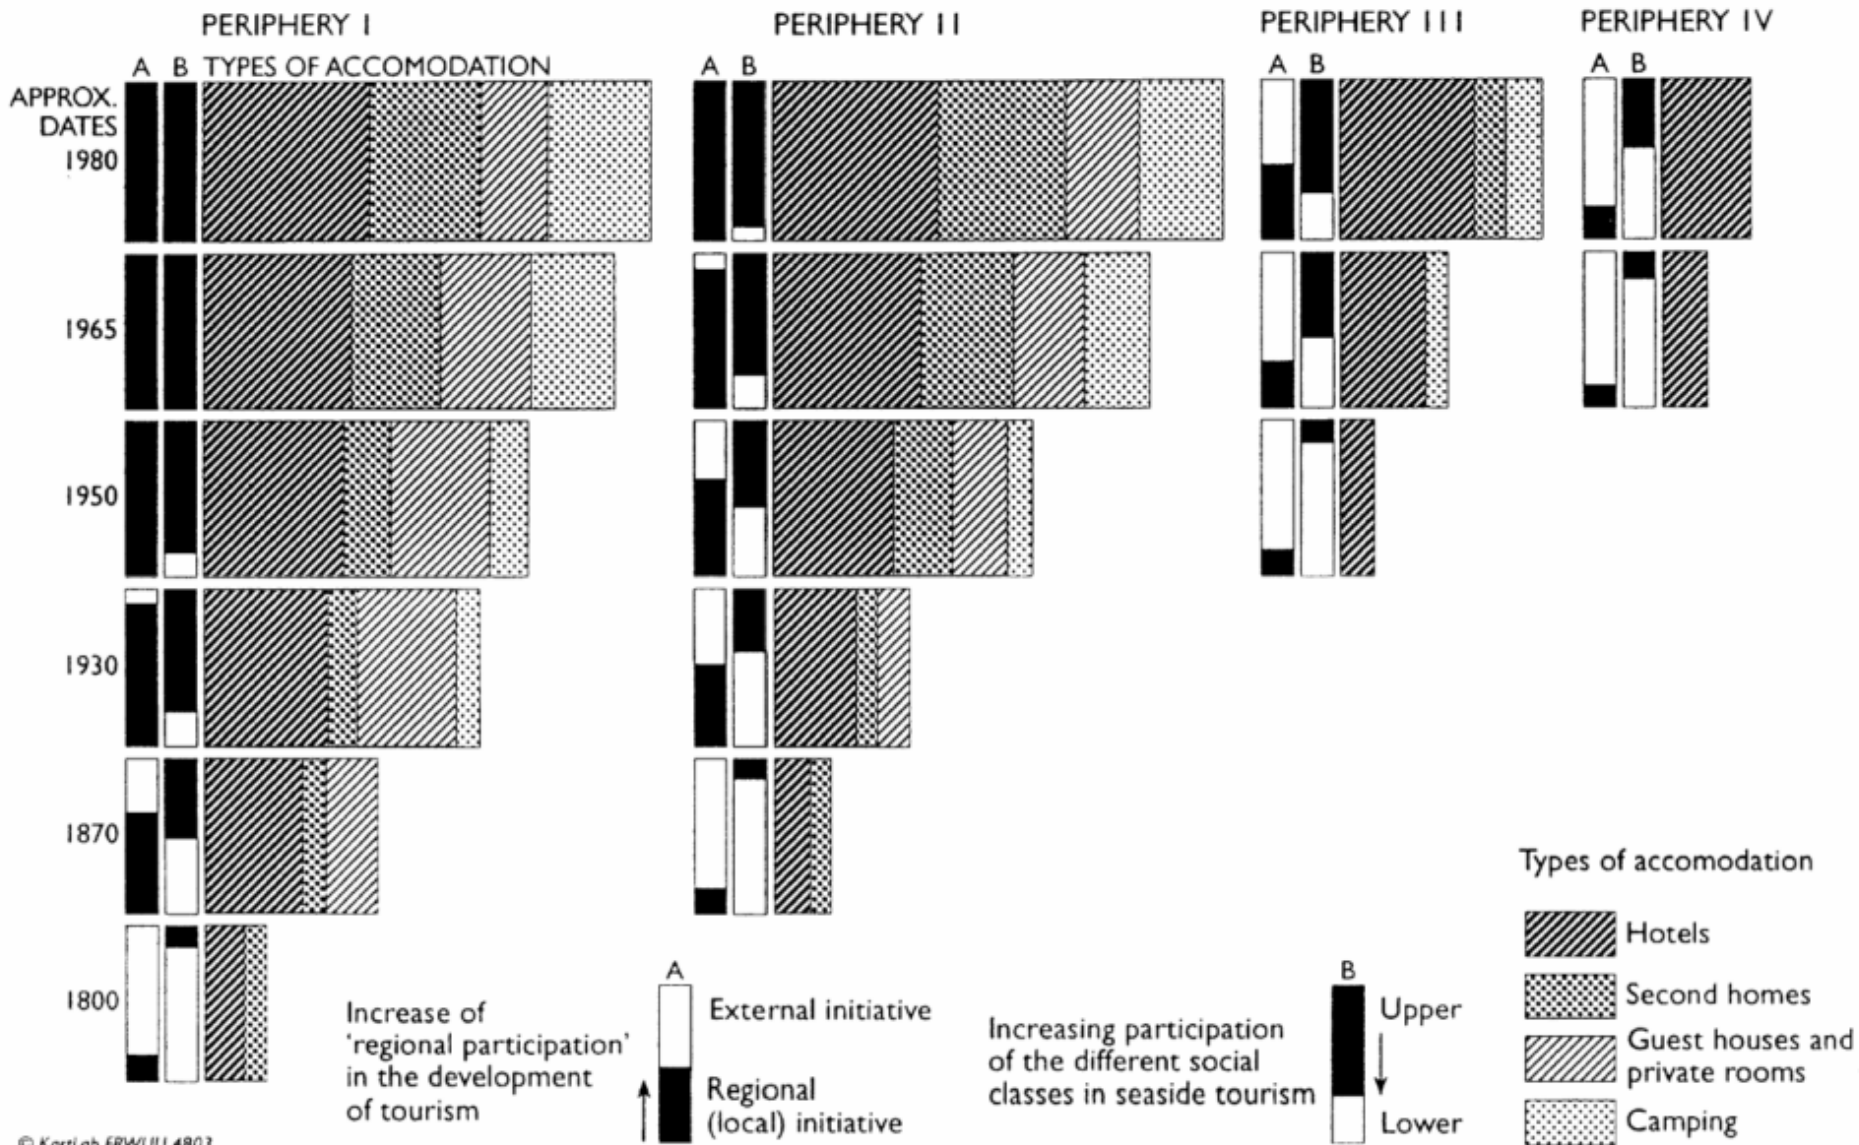 PERIPHERY I
PERIPHERY II
PERIPHERY III
PERIPHERY IV
A B TYPES OF ACCOMODATION
A B
A B
A B
APPROX.
DATES
1980
1965
1950
1930
1870
1800
Increase of
'regional participation'
in the development
of tourism
A
External initiative
Regional
(local) initiative
Increasing participation
of the different social
classes in seaside tourism
B
Upper
Lower
Types of accomodation
Hotels
Second homes
Guest houses and
private rooms
Camping
©
4803